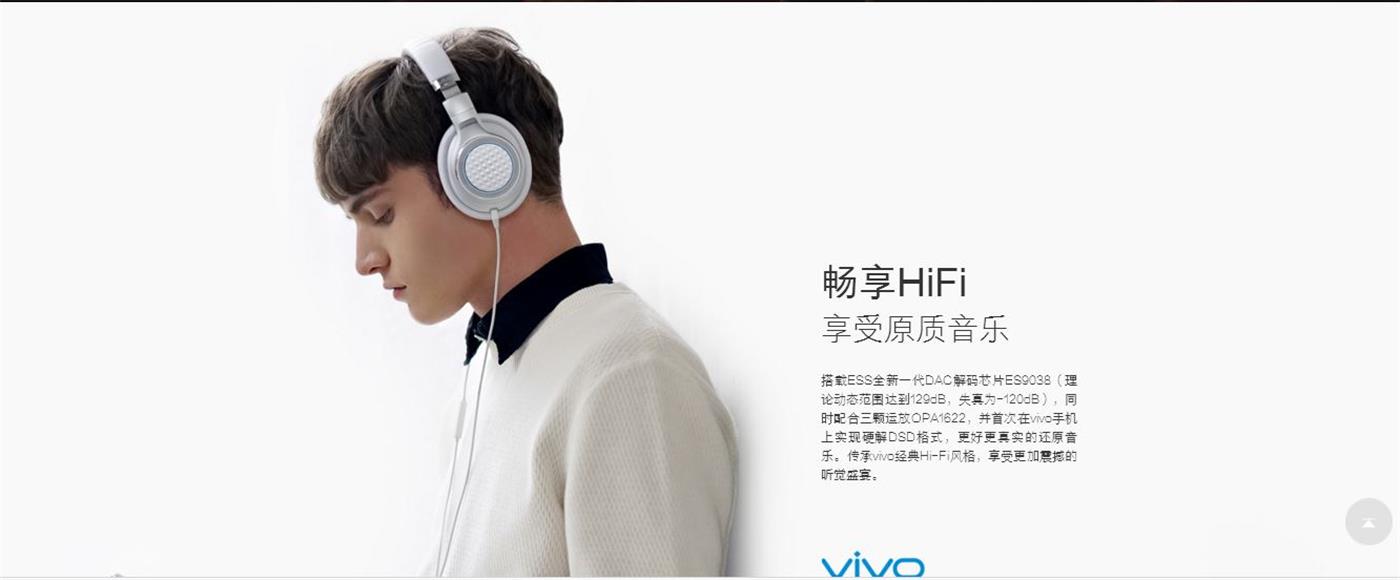 畅享HiFi
享受原质音乐
搭载ESS全新一代DAC解码芯片ES9038（理
论动态范围达到129dB，失真为-120dB），同
时配合三颗运放OPA1622，并首次在vivo手机
上实现硬解DSD格式，更好更真实的还原音
乐。传承vivo经典Hi-Fi风格，享受更加震撼的
听觉盛宴。
vivo